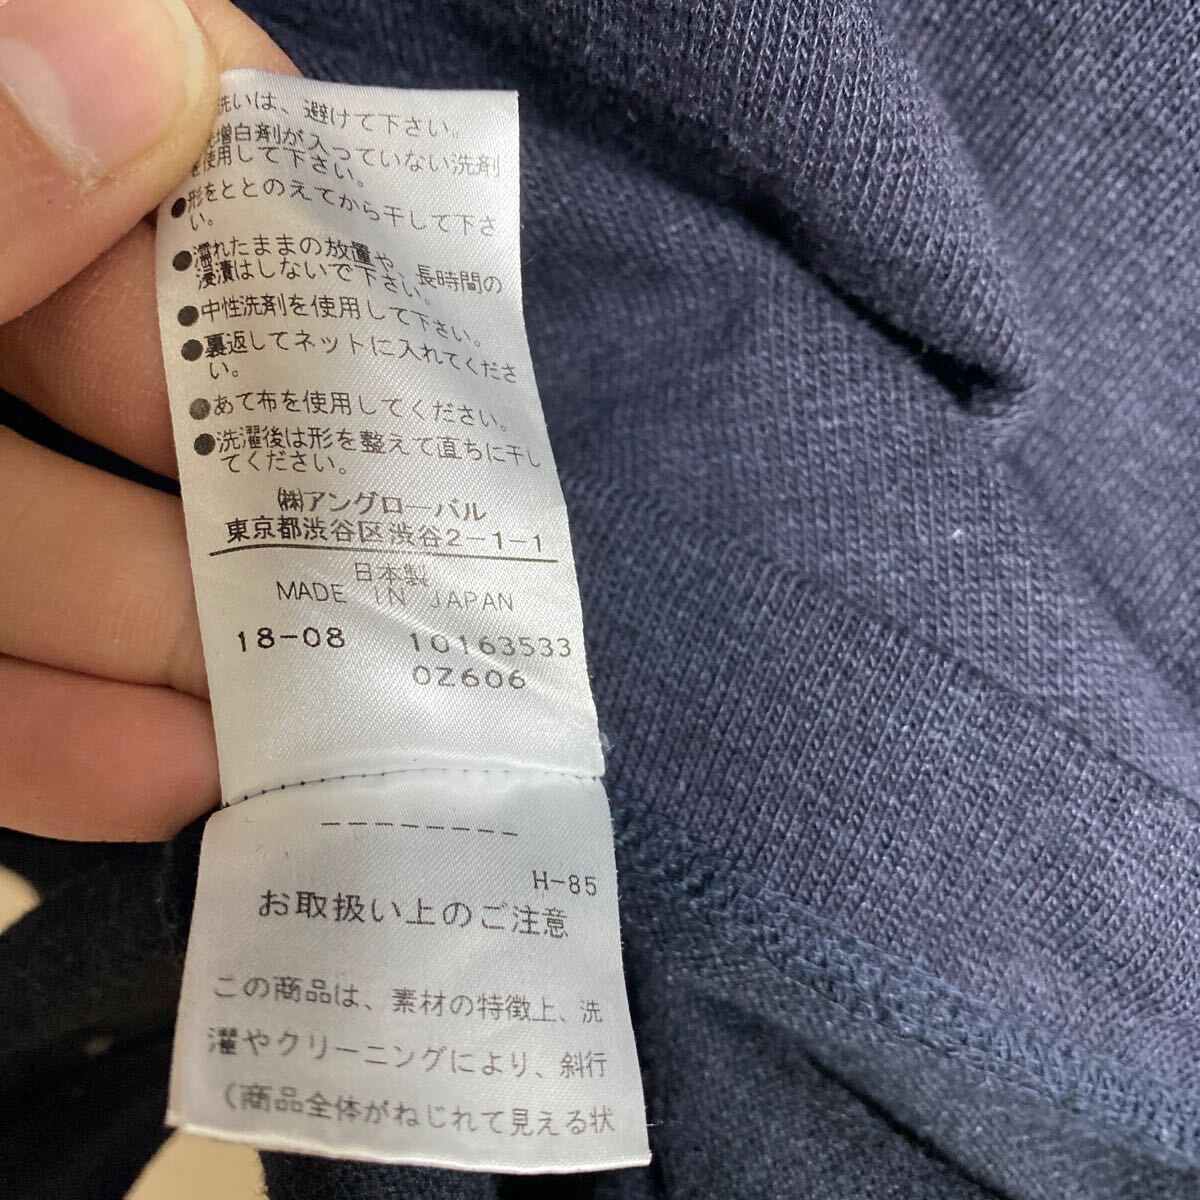 洗いは、避けて下さい。
増白剤が入っていない洗剤
を使用して下さい。
●形をととのえてから干して下さ
い。
●濡れたままの放置や、長時間の
浸漬はしないで下さい。
●中性洗剤を使用して下さい。
●裏返してネットに入れてくださ
い。
●あて布を使用してください。
●洗濯後は形を整えて直ちに干し
てください。
㈱アングローバル
東京都渋谷区渋谷2-1-1
日本製
MADE IN JAPAN
18-08 10163533
0Z606
--------
H-85
お取扱い上のご注意
この商品は、素材の特徴上、洗
濯やクリーニングにより、斜行
(商品全体がねじれて見える状